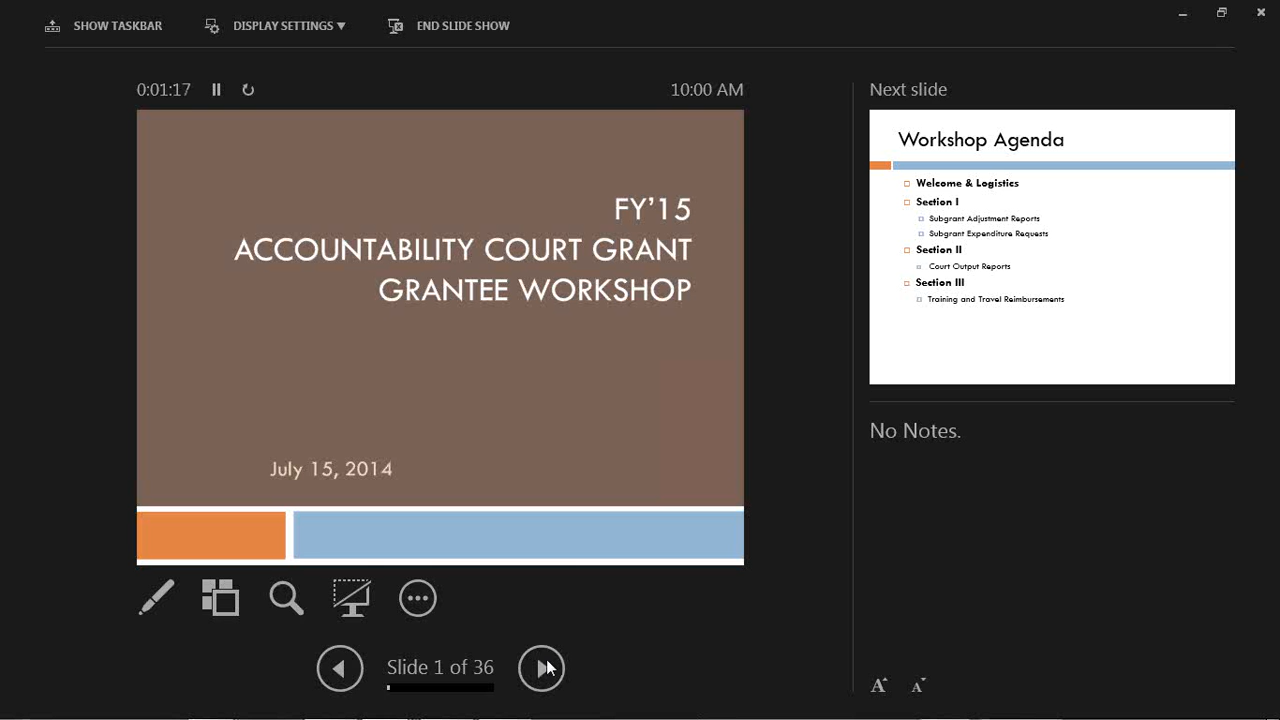 SHOW TASKBAR
DISPLAY SETTINGS
END SLIDE SHOW
0:01:17
10:00 AM
FY’15
ACCOUNTABILITY COURT GRANT
GRANTEE WORKSHOP
July 15, 2014
Slide 1 of 36
Next slide
Workshop Agenda
Welcome & Logistics
Section I
Subgrant Adjustment Reports
Subgrant Expenditure Requests
Section II
Court Output Reports
Section III
Training and Travel Reimbursements
No Notes.
A A